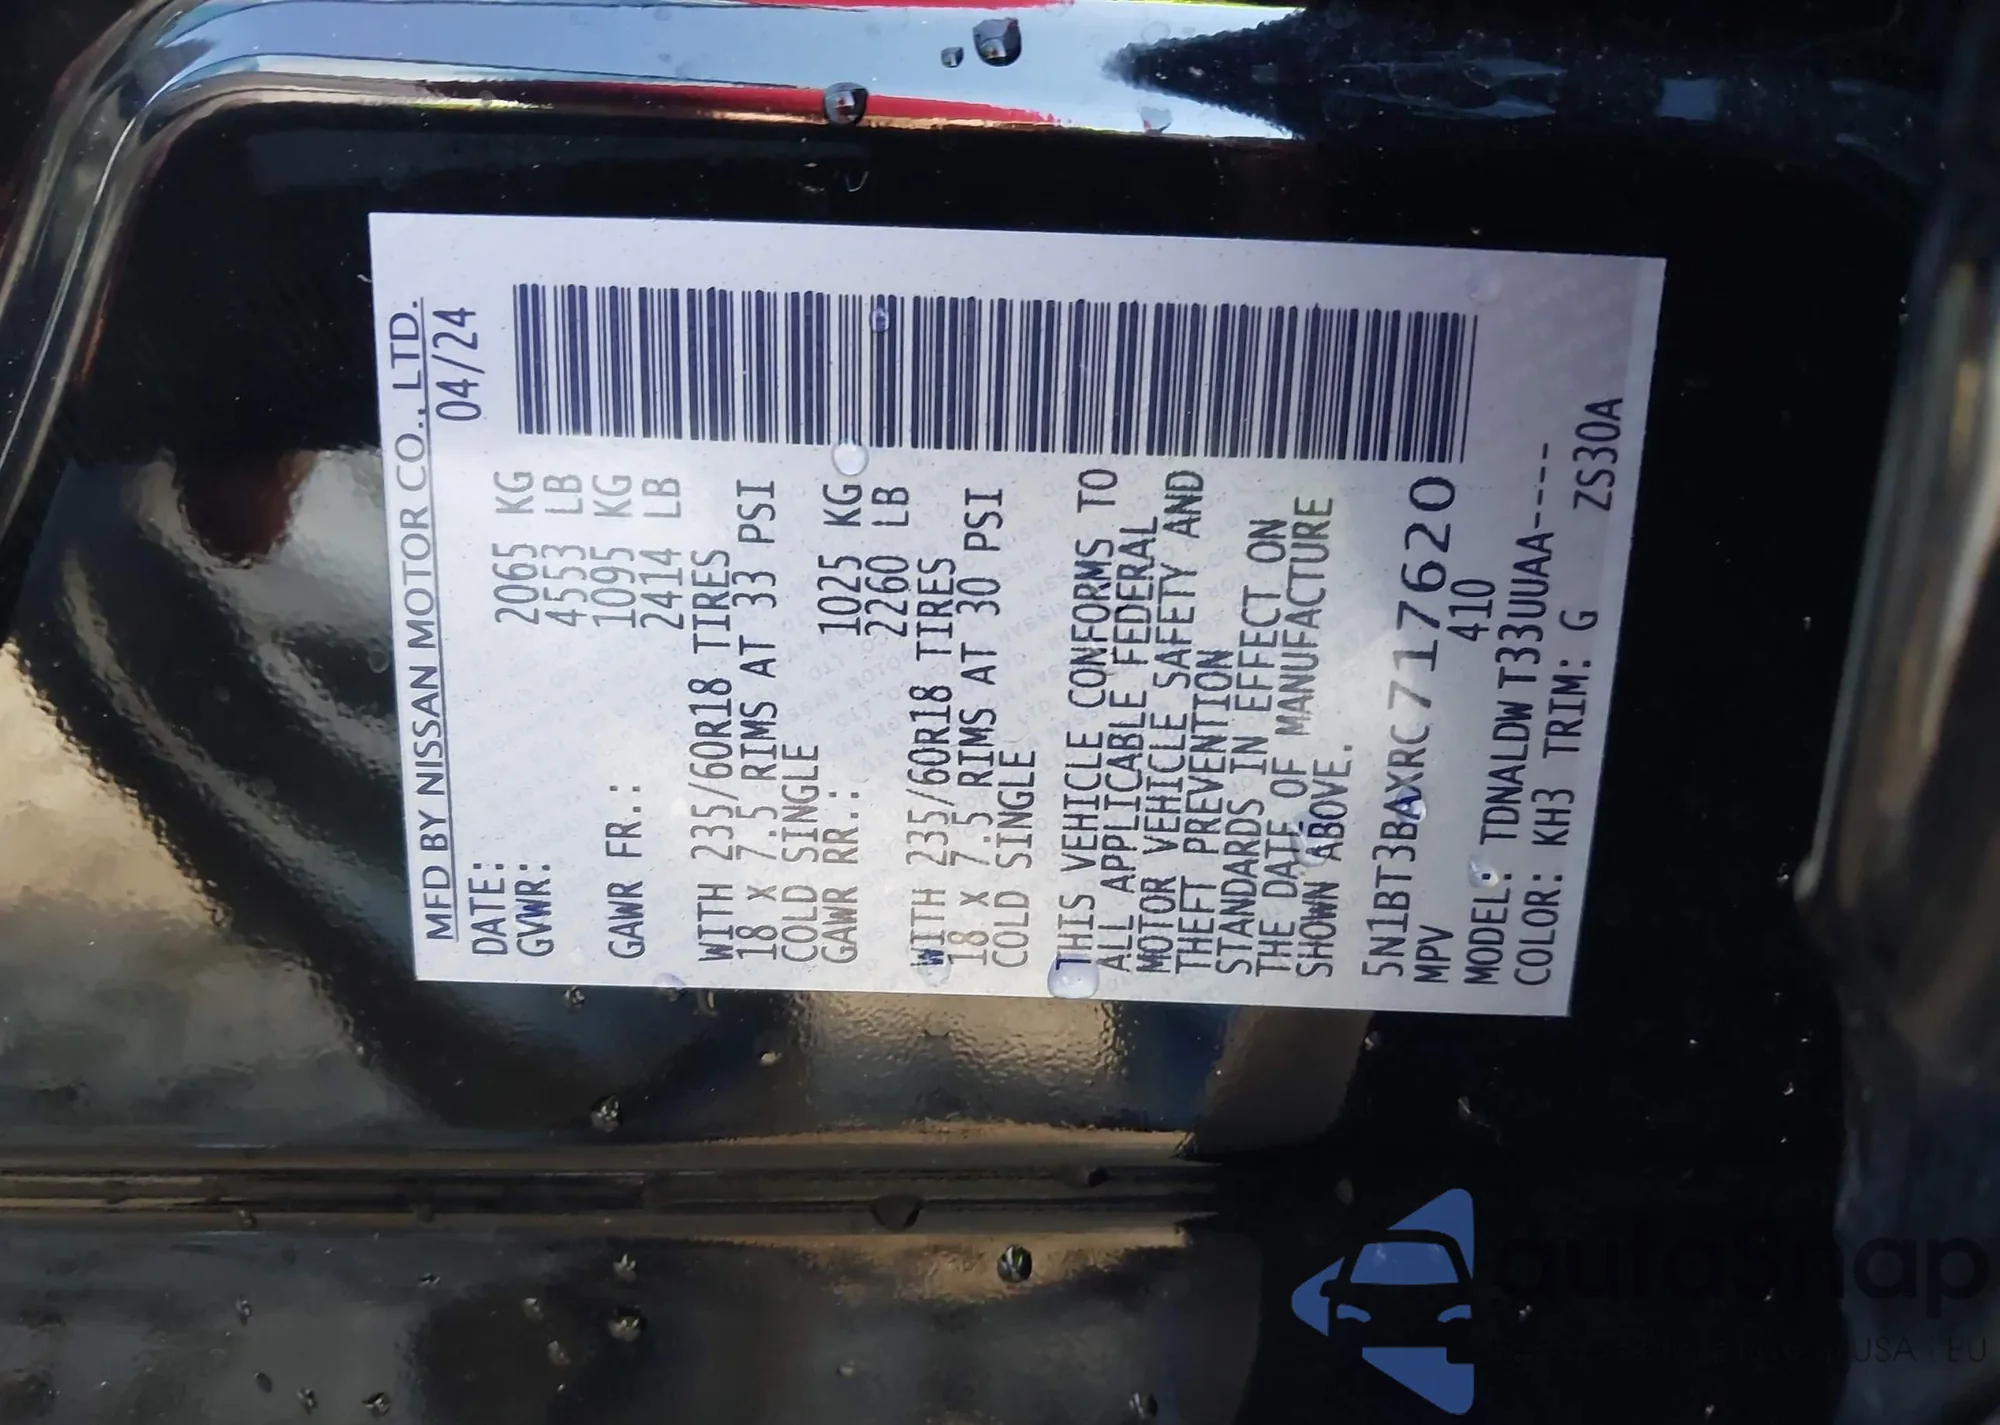 MFD BY NISSAN MOTOR CO., LTD.
DATE: 04/24
GVWR: 2065 KG
4553 LB
GAWR FR.: 1095 KG
2414 LB
WITH 235/60R18 TIRES
18 X 7.5 RIMS AT 33 PSI
COLD SINGLE
GAWR RR.: 1025 KG
2260 LB
WITH 235/60R18 TIRES
18 X 7.5 RIMS AT 30 PSI
COLD SINGLE
THIS VEHICLE CONFORMS TO
ALL APPLICABLE FEDERAL
MOTOR VEHICLE SAFETY AND
THEFT PREVENTION
STANDARDS IN EFFECT ON
THE DATE OF MANUFACTURE
SHOWN ABOVE.
5N1BT3BAXRC717620
MPV 410
MODEL: TDNALDW T33UUAA----
COLOR: KH3 TRIM: G ZS30A
autosnap
USA EU